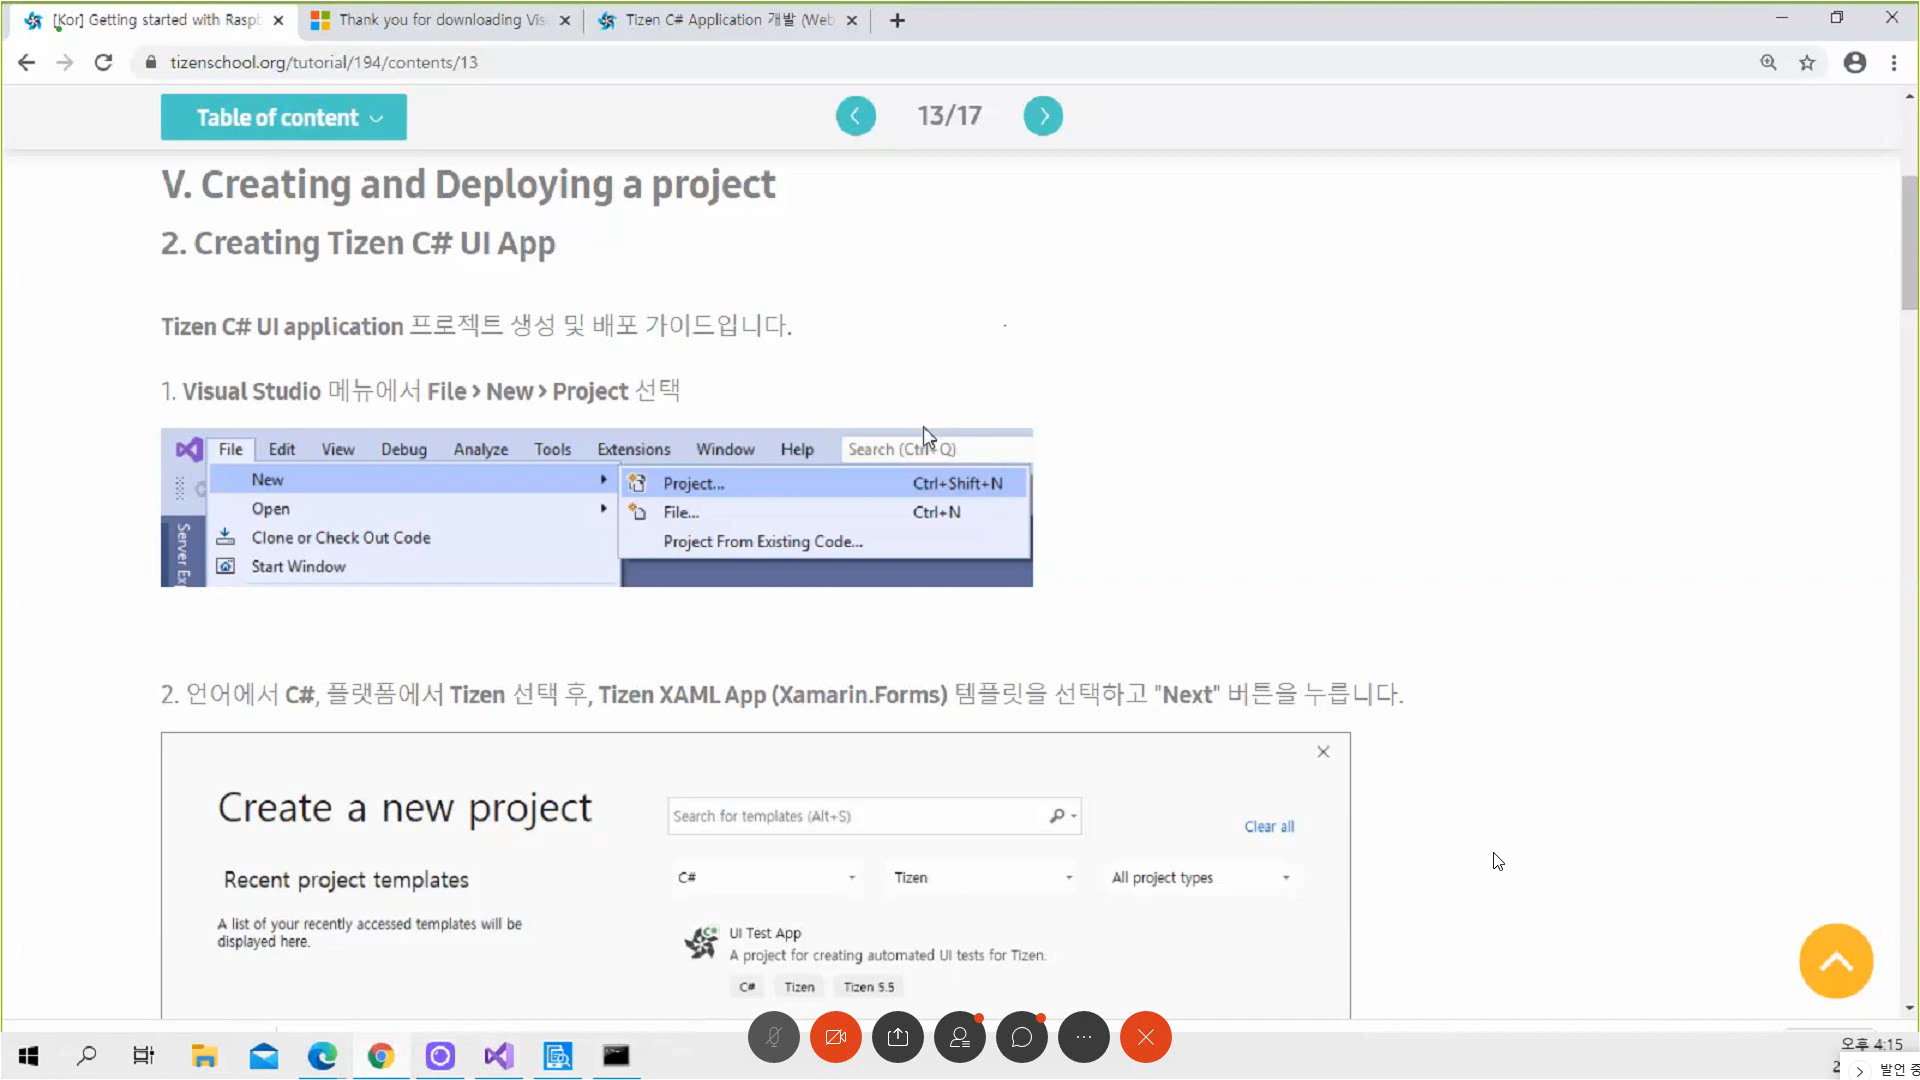 [Kor] Getting started with Rasp
Thank you for downloading Vis
Tizen C# Application 개발 (Web
tizenschool.org/tutorial/194/contents/13
Table of content
13/17
V. Creating and Deploying a project
2. Creating Tizen C# UI App
Tizen C# UI application 프로젝트 생성 및 배포 가이드입니다.
1. Visual Studio 메뉴에서 File > New > Project 선택
File Edit View Debug Analyze Tools Extensions Window Help Search (Ctrl+Q)
New
Project... Ctrl+Shift+N
Open
File... Ctrl+N
Clone or Check Out Code
Project From Existing Code...
Start Window
Server Ex
2. 언어에서 C#, 플랫폼에서 Tizen 선택 후, Tizen XAML App (Xamarin.Forms) 템플릿을 선택하고 "Next" 버튼을 누릅니다.
Create a new project
Search for templates (Alt+S)
Clear all
Recent project templates
C# Tizen All project types
A list of your recently accessed templates will be
displayed here.
UI Test App
A project for creating automated UI tests for Tizen.
C# Tizen Tizen 5.5
오후 4:15
2
발언 중